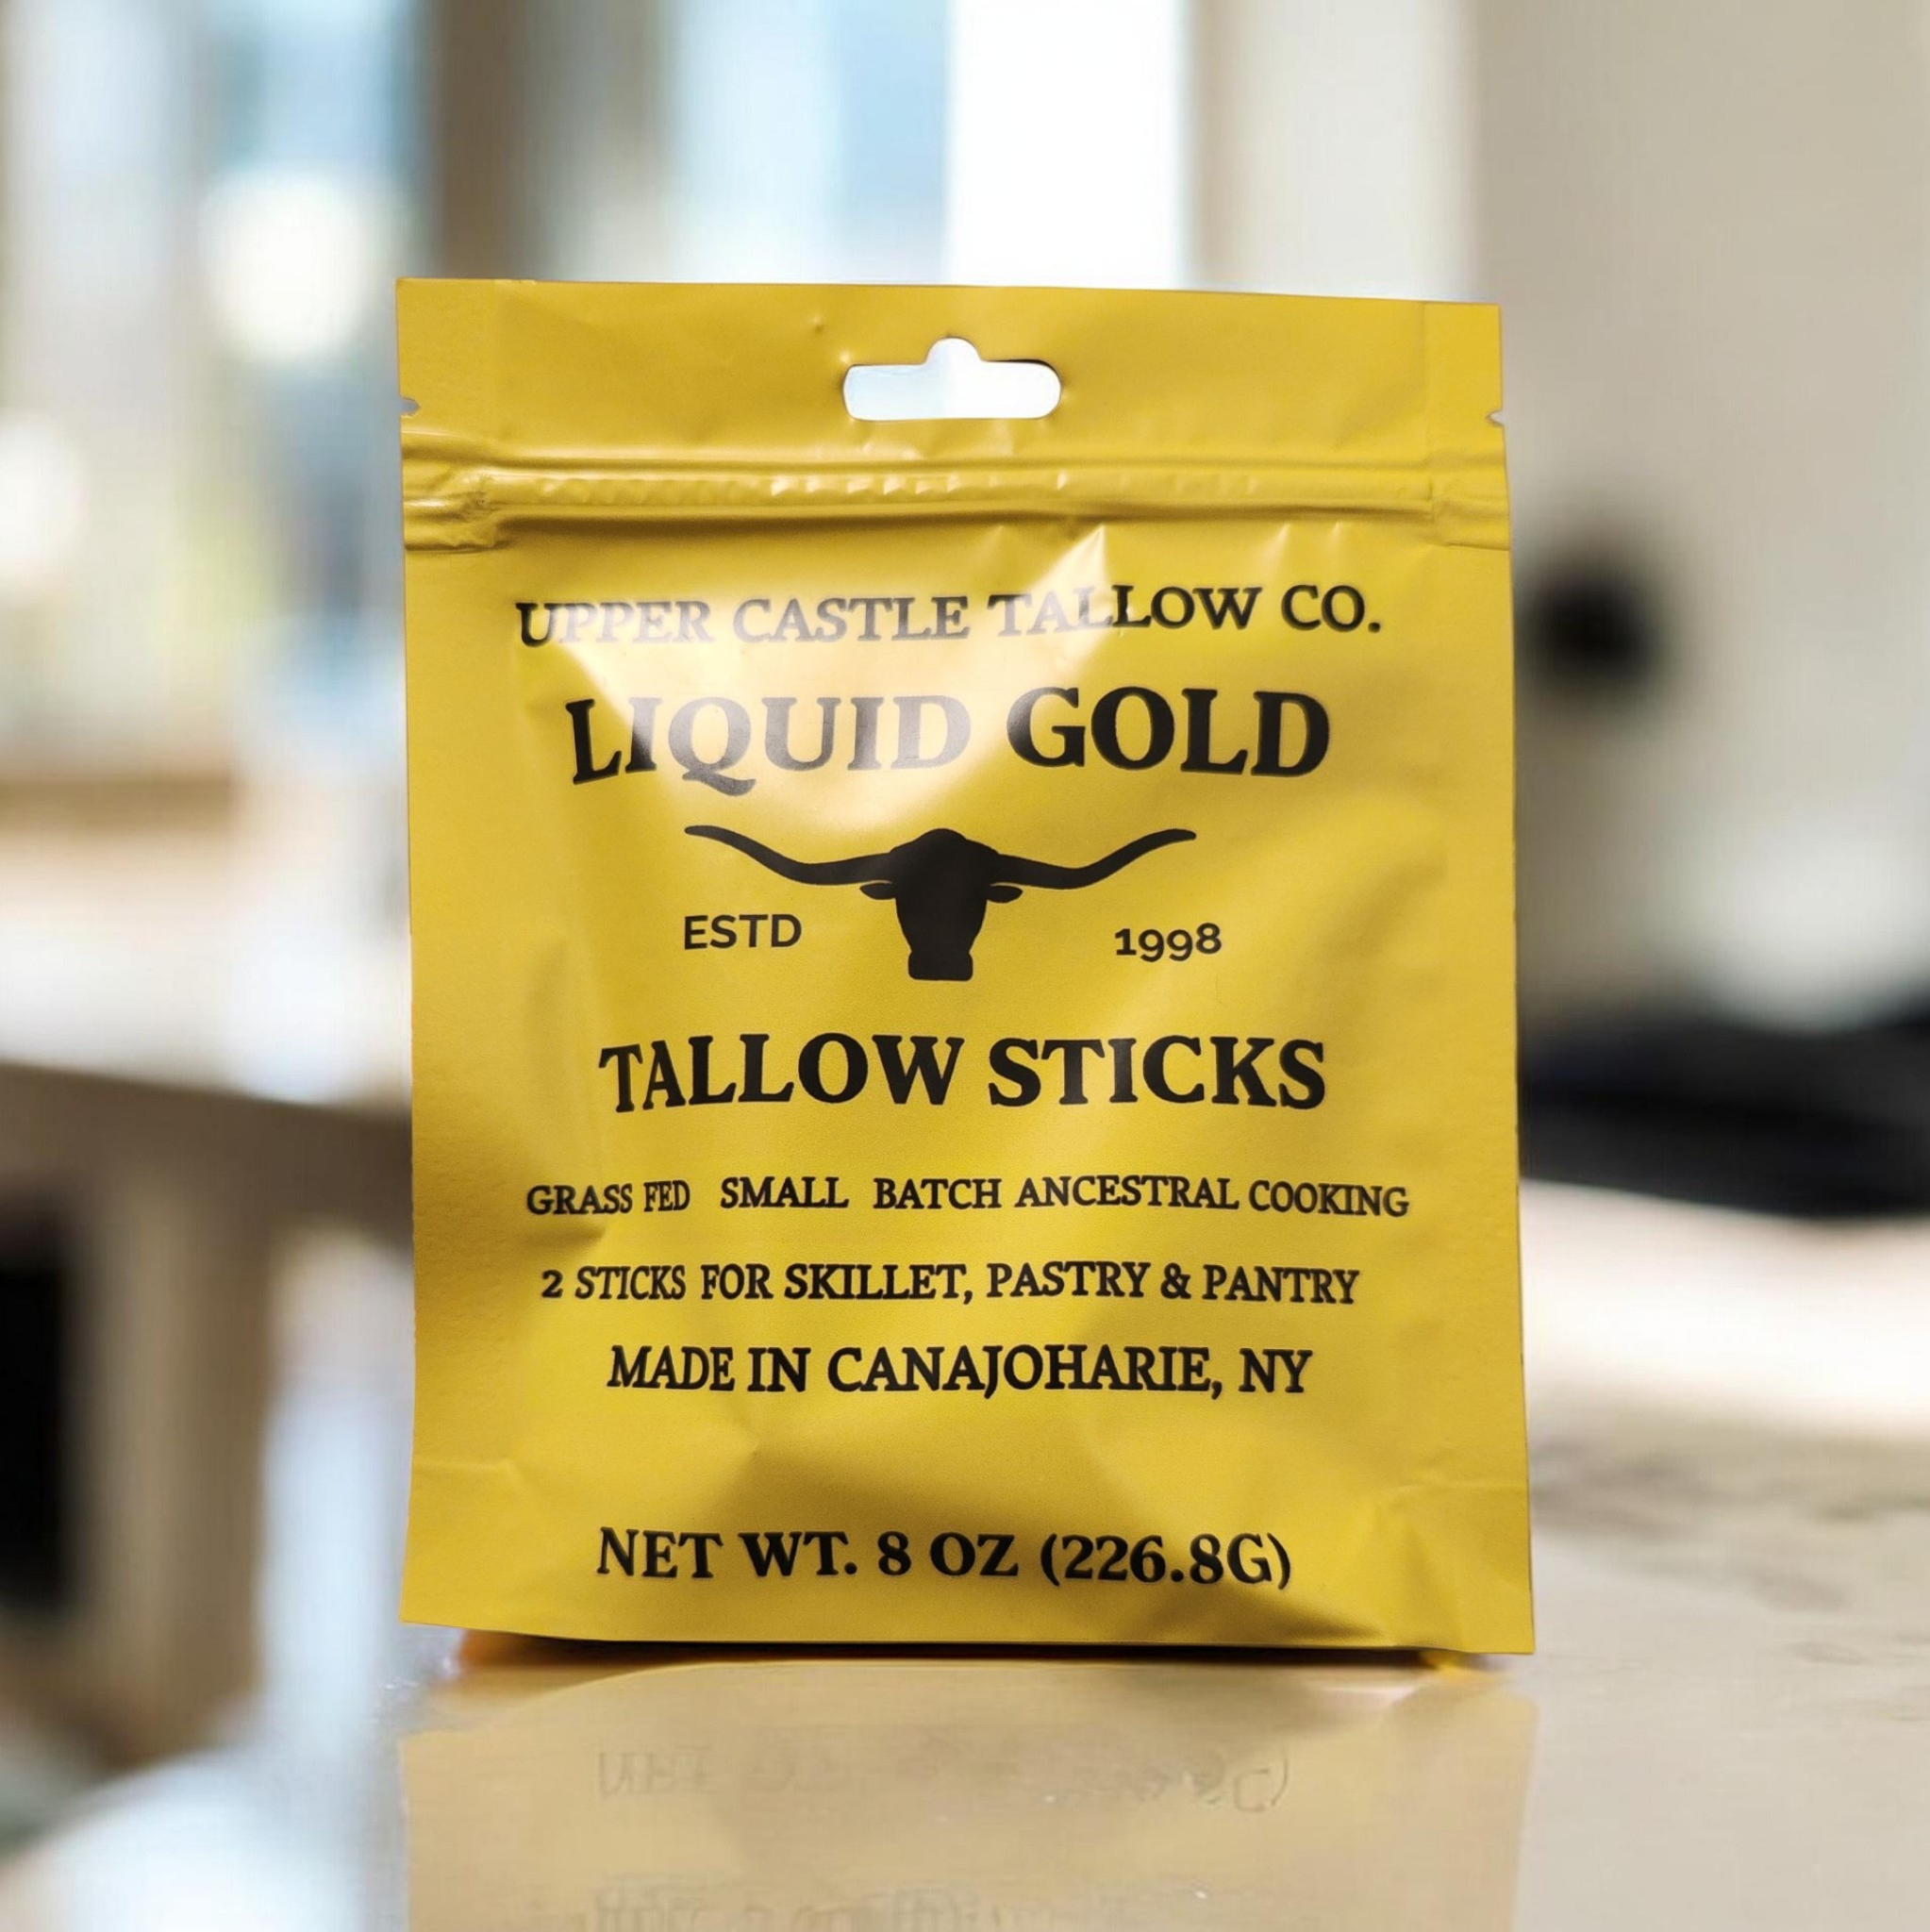 UPPER CASTLE TALLOW CO.
LIQUID GOLD
ESTD 1998
TALLOW STICKS
GRASS FED SMALL BATCH ANCESTRAL COOKING
2 STICKS FOR SKILLET, PASTRY & PANTRY
MADE IN CANAJOHARIE, NY
NET WT. 8 OZ (226.8G)